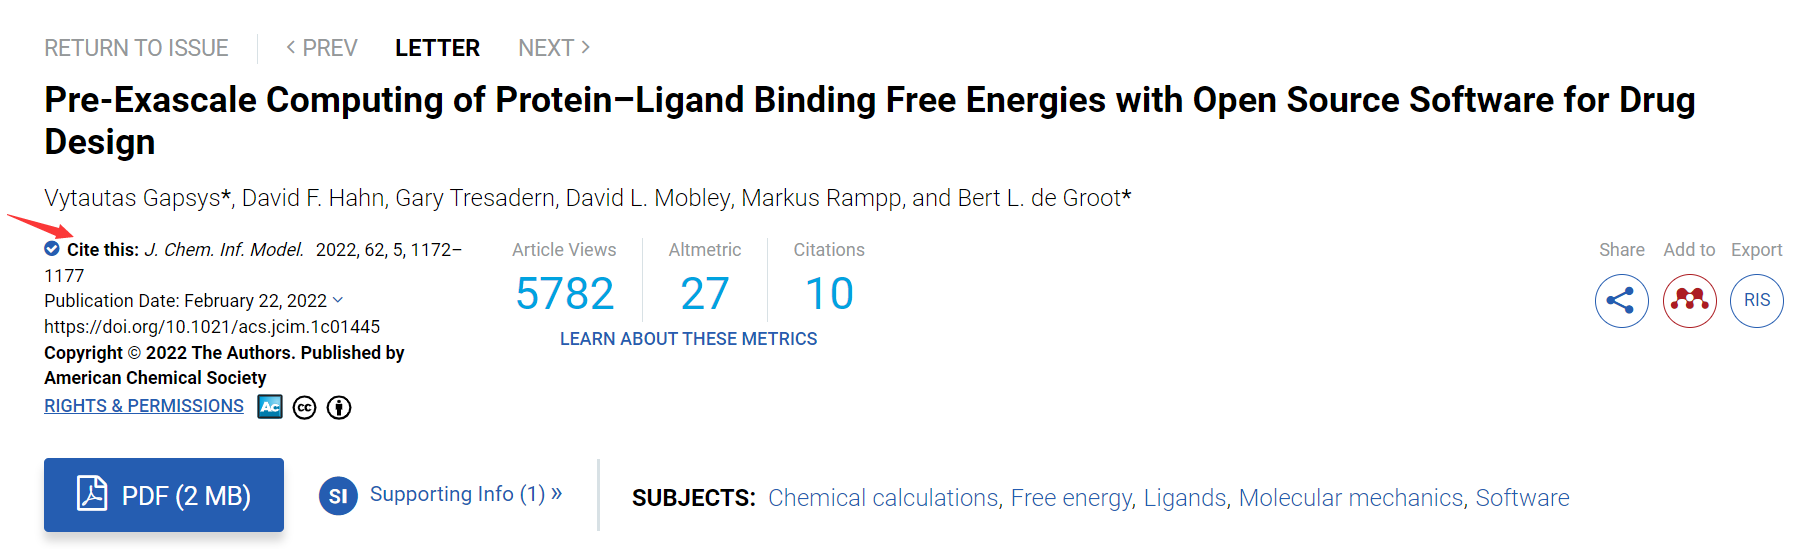 RETURN TO ISSUE < PREV LETTER NEXT >
Pre-Exascale Computing of Protein–Ligand Binding Free Energies with Open Source Software for Drug
Design
Vytautas Gapsys*, David F. Hahn, Gary Tresadern, David L. Mobley, Markus Rampp, and Bert L. de Groot*
Cite this: J. Chem. Inf. Model. 2022, 62, 5, 1172–
1177
Publication Date: February 22, 2022
https://doi.org/10.1021/acs.jcim.1c01445
Copyright © 2022 The Authors. Published by
American Chemical Society
RIGHTS & PERMISSIONS Ac cc
Article Views Altmetric Citations
5782 27 10
LEARN ABOUT THESE METRICS
Share Add to Export
RIS
PDF (2 MB)
SI Supporting Info (1) »
SUBJECTS: Chemical calculations, Free energy, Ligands, Molecular mechanics, Software